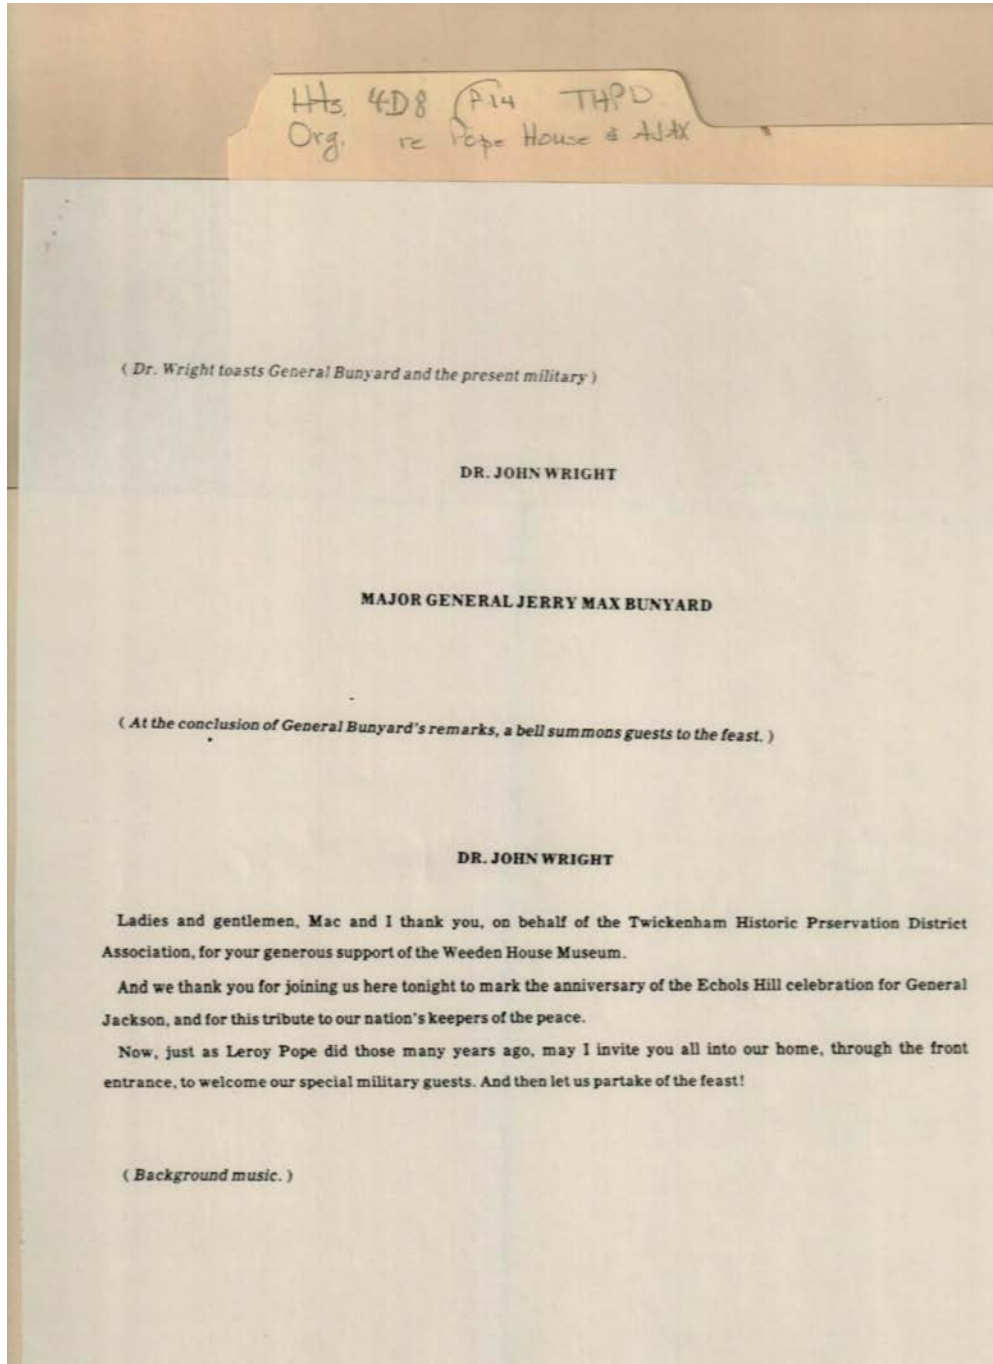 Hts. 4D8 (P14 THPD
Org. re Pope House & AJAX
( Dr. Wright toasts General Bunyard and the present military )
DR. JOHN WRIGHT
MAJOR GENERAL JERRY MAX BUNYARD
( At the conclusion of General Bunyard's remarks, a bell summons guests to the feast. )
DR. JOHN WRIGHT
Ladies and gentlemen, Mac and I thank you, on behalf of the Twickenham Historic Prservation District
Association, for your generous support of the Weeden House Museum.
And we thank you for joining us here tonight to mark the anniversary of the Echols Hill celebration for General
Jackson, and for this tribute to our nation's keepers of the peace.
Now, just as Leroy Pope did those many years ago, may I invite you all into our home, through the front
entrance, to welcome our special military guests. And then let us partake of the feast!
( Background music. )